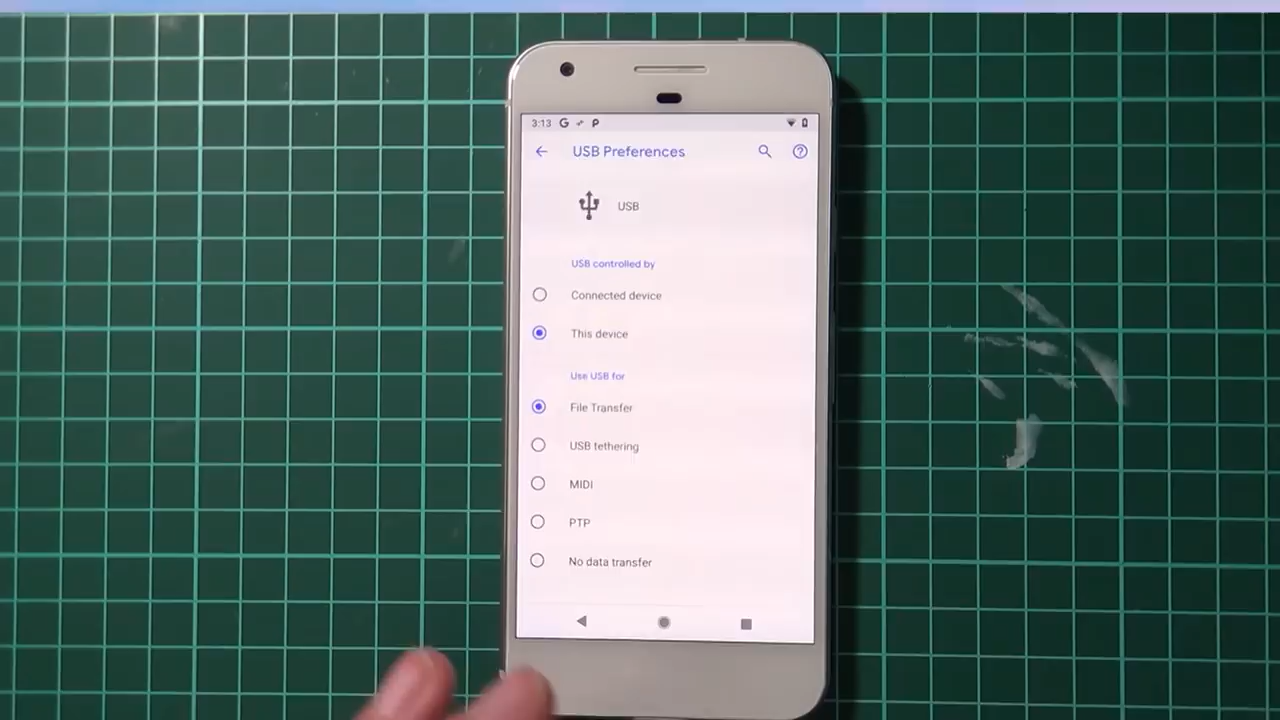 3:13 G P
USB Preferences
USB
USB controlled by
Connected device
This device
Use USB for
File Transfer
USB tethering
MIDI
PTP
No data transfer